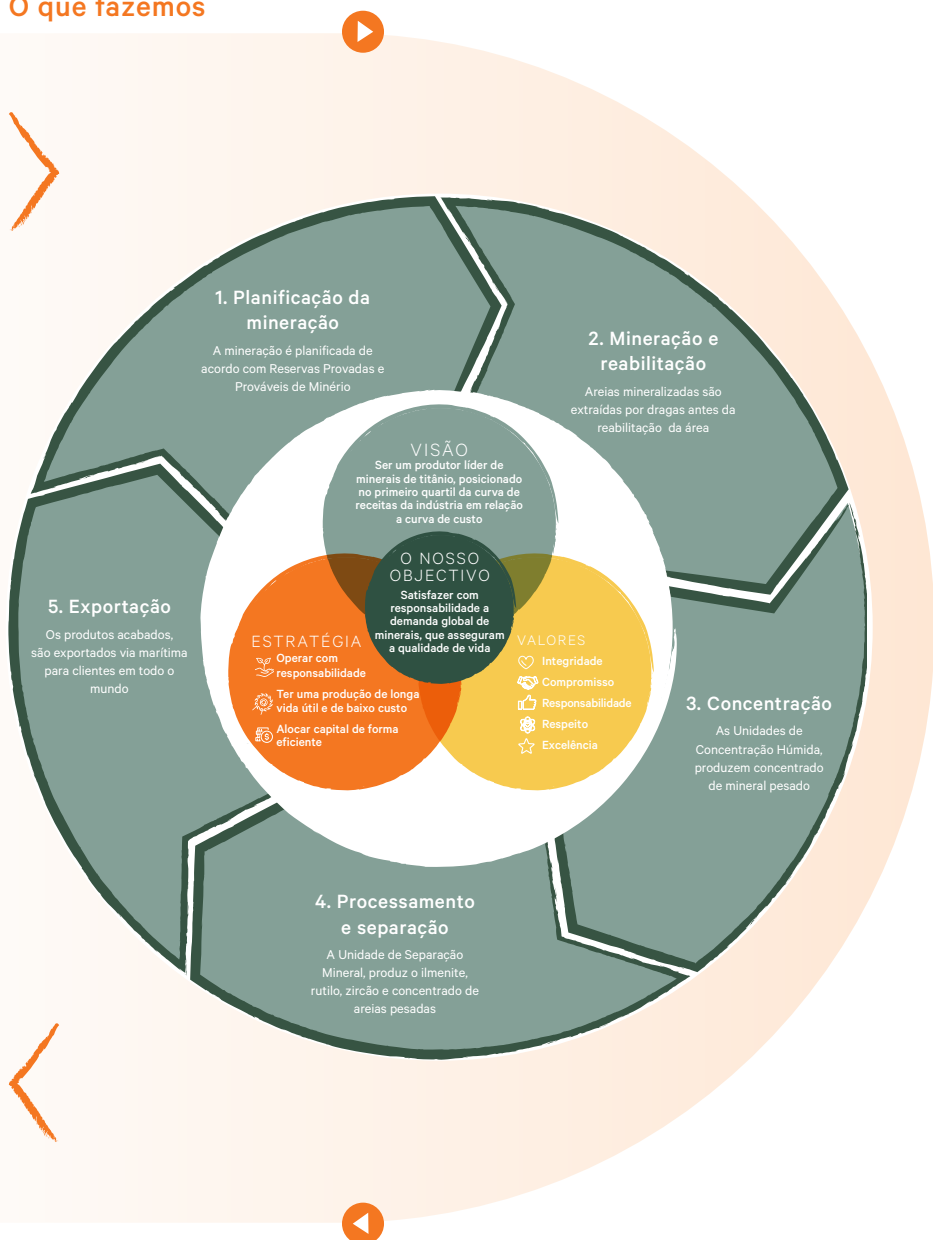 O que fazemos
1. Planificação da
mineração
A mineração é planificada de
acordo com Reservas Provadas e
Prováveis de Minério
2. Mineração e
reabilitação
Areias mineralizadas são
extraídas por dragas antes da
reabilitação da área
3. Concentração
As Unidades de
Concentração Húmida,
produzem concentrado
de mineral pesado
4. Processamento
e separação
A Unidade de Separação
Mineral, produz o ilmenite,
rutilo, zircão e concentrado de
areias pesadas
5. Exportação
Os produtos acabados,
são exportados via marítima
para clientes em todo o
mundo
VISÃO
Ser um produtor líder de
minerais de titânio, posicionado
no primeiro quartil da curva de
receitas da indústria em relação
a curva de custo
O NOSSO
OBJECTIVO
Satisfazer com
responsabilidade a
demanda global de
minerais, que asseguram
a qualidade de vida
ESTRATÉGIA
Operar com
responsabilidade
Ter uma produção de longa
vida útil e de baixo custo
Alocar capital de forma
eficiente
VALORES
Integridade
Compromisso
Responsabilidade
Respeito
Excelência